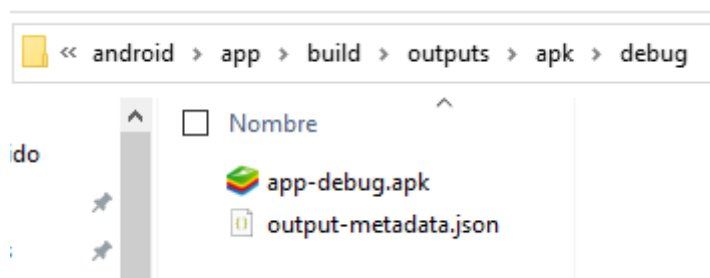 « android > app > build > outputs > apk > debug
Nombre
ido
app-debug.apk
output-metadata.json
s